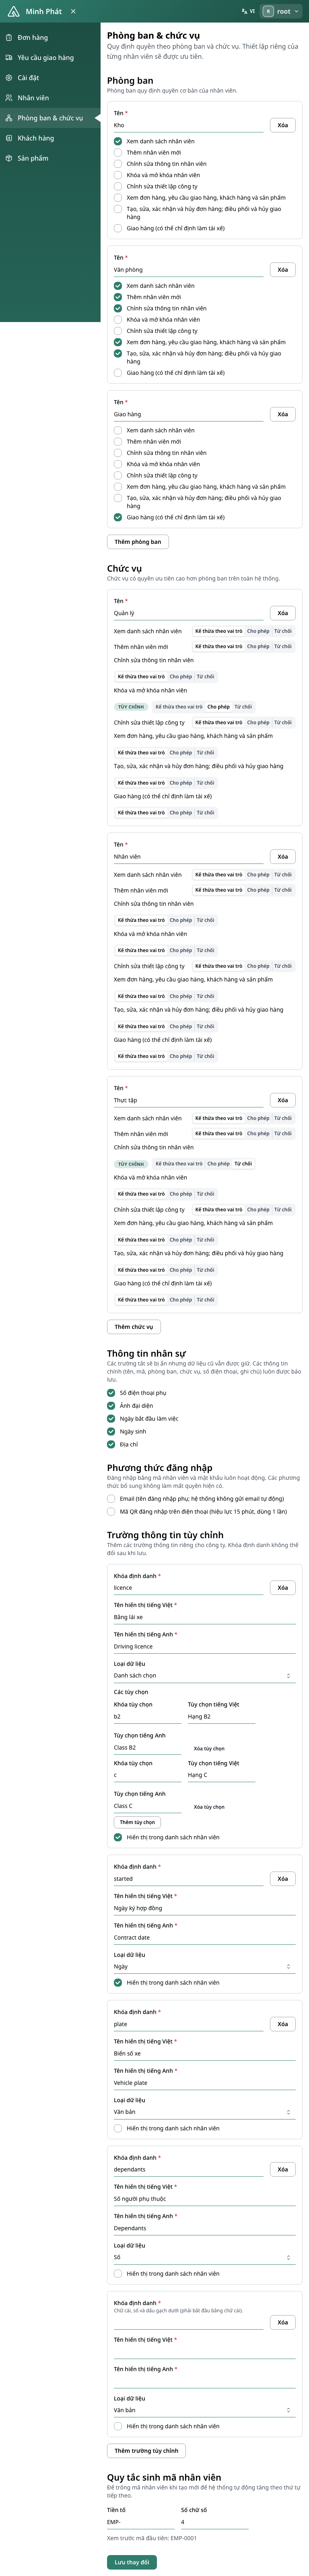 Minh Phát
VI
R
root
Đơn hàng
Yêu cầu giao hàng
Cài đặt
Nhân viên
Phòng ban & chức vụ
Khách hàng
Sản phẩm
Phòng ban & chức vụ
Quy định quyền theo phòng ban và chức vụ. Thiết lập riêng của
từng nhân viên sẽ được ưu tiên.
Phòng ban
Phòng ban quy định quyền cơ bản của nhân viên.
Tên *
Kho
Xóa
Xem danh sách nhân viên
Thêm nhân viên mới
Chỉnh sửa thông tin nhân viên
Khóa và mở khóa nhân viên
Chỉnh sửa thiết lập công ty
Xem đơn hàng, yêu cầu giao hàng, khách hàng và sản phẩm
Tạo, sửa, xác nhận và hủy đơn hàng; điều phối và hủy giao
hàng
Giao hàng (có thể chỉ định làm tài xế)
Tên *
Văn phòng
Xóa
Xem danh sách nhân viên
Thêm nhân viên mới
Chỉnh sửa thông tin nhân viên
Khóa và mở khóa nhân viên
Chỉnh sửa thiết lập công ty
Xem đơn hàng, yêu cầu giao hàng, khách hàng và sản phẩm
Tạo, sửa, xác nhận và hủy đơn hàng; điều phối và hủy giao
hàng
Giao hàng (có thể chỉ định làm tài xế)
Tên *
Giao hàng
Xóa
Xem danh sách nhân viên
Thêm nhân viên mới
Chỉnh sửa thông tin nhân viên
Khóa và mở khóa nhân viên
Chỉnh sửa thiết lập công ty
Xem đơn hàng, yêu cầu giao hàng, khách hàng và sản phẩm
Tạo, sửa, xác nhận và hủy đơn hàng; điều phối và hủy giao
hàng
Giao hàng (có thể chỉ định làm tài xế)
Thêm phòng ban
Chức vụ
Chức vụ có quyền ưu tiên cao hơn phòng ban trên toàn hệ thống.
Tên *
Quản lý
Xóa
Xem danh sách nhân viên Kế thừa theo vai trò Cho phép Từ chối
Thêm nhân viên mới Kế thừa theo vai trò Cho phép Từ chối
Chỉnh sửa thông tin nhân viên
Kế thừa theo vai trò Cho phép Từ chối
Khóa và mở khóa nhân viên
TÙY CHỈNH Kế thừa theo vai trò Cho phép Từ chối
Chỉnh sửa thiết lập công ty Kế thừa theo vai trò Cho phép Từ chối
Xem đơn hàng, yêu cầu giao hàng, khách hàng và sản phẩm
Kế thừa theo vai trò Cho phép Từ chối
Tạo, sửa, xác nhận và hủy đơn hàng; điều phối và hủy giao hàng
Kế thừa theo vai trò Cho phép Từ chối
Giao hàng (có thể chỉ định làm tài xế)
Kế thừa theo vai trò Cho phép Từ chối
Tên *
Nhân viên
Xóa
Xem danh sách nhân viên Kế thừa theo vai trò Cho phép Từ chối
Thêm nhân viên mới Kế thừa theo vai trò Cho phép Từ chối
Chỉnh sửa thông tin nhân viên
Kế thừa theo vai trò Cho phép Từ chối
Khóa và mở khóa nhân viên
Kế thừa theo vai trò Cho phép Từ chối
Chỉnh sửa thiết lập công ty Kế thừa theo vai trò Cho phép Từ chối
Xem đơn hàng, yêu cầu giao hàng, khách hàng và sản phẩm
Kế thừa theo vai trò Cho phép Từ chối
Tạo, sửa, xác nhận và hủy đơn hàng; điều phối và hủy giao hàng
Kế thừa theo vai trò Cho phép Từ chối
Giao hàng (có thể chỉ định làm tài xế)
Kế thừa theo vai trò Cho phép Từ chối
Tên *
Thực tập
Xóa
Xem danh sách nhân viên Kế thừa theo vai trò Cho phép Từ chối
Thêm nhân viên mới Kế thừa theo vai trò Cho phép Từ chối
Chỉnh sửa thông tin nhân viên
TÙY CHỈNH Kế thừa theo vai trò Cho phép Từ chối
Khóa và mở khóa nhân viên
Kế thừa theo vai trò Cho phép Từ chối
Chỉnh sửa thiết lập công ty Kế thừa theo vai trò Cho phép Từ chối
Xem đơn hàng, yêu cầu giao hàng, khách hàng và sản phẩm
Kế thừa theo vai trò Cho phép Từ chối
Tạo, sửa, xác nhận và hủy đơn hàng; điều phối và hủy giao hàng
Kế thừa theo vai trò Cho phép Từ chối
Giao hàng (có thể chỉ định làm tài xế)
Kế thừa theo vai trò Cho phép Từ chối
Thêm chức vụ
Thông tin nhân sự
Các trường tắt sẽ bị ẩn nhưng dữ liệu cũ vẫn được giữ. Các thông tin
chính (tên, mã, phòng ban, chức vụ, số điện thoại, ghi chú) luôn được bảo
lưu.
Số điện thoại phụ
Ảnh đại diện
Ngày bắt đầu làm việc
Ngày sinh
Địa chỉ
Phương thức đăng nhập
Đăng nhập bằng mã nhân viên và mật khẩu luôn hoạt động. Các phương
thức bổ sung không làm mất quyền hiện có.
Email (tên đăng nhập phụ; hệ thống không gửi email tự động)
Mã QR đăng nhập trên điện thoại (hiệu lực 15 phút, dùng 1 lần)
Trường thông tin tùy chỉnh
Thêm các trường thông tin riêng cho công ty. Khóa định danh không thể
đổi sau khi lưu.
Khóa định danh *
licence
Xóa
Tên hiển thị tiếng Việt *
Bằng lái xe
Tên hiển thị tiếng Anh *
Driving licence
Loại dữ liệu
Danh sách chọn
Các tùy chọn
Khóa tùy chọn Tùy chọn tiếng Việt
b2 Hạng B2
Tùy chọn tiếng Anh
Class B2 Xóa tùy chọn
Khóa tùy chọn Tùy chọn tiếng Việt
c Hạng C
Tùy chọn tiếng Anh
Class C Xóa tùy chọn
Thêm tùy chọn
Hiển thị trong danh sách nhân viên
Khóa định danh *
started
Xóa
Tên hiển thị tiếng Việt *
Ngày ký hợp đồng
Tên hiển thị tiếng Anh *
Contract date
Loại dữ liệu
Ngày
Hiển thị trong danh sách nhân viên
Khóa định danh *
plate
Xóa
Tên hiển thị tiếng Việt *
Biển số xe
Tên hiển thị tiếng Anh *
Vehicle plate
Loại dữ liệu
Văn bản
Hiển thị trong danh sách nhân viên
Khóa định danh *
dependants
Xóa
Tên hiển thị tiếng Việt *
Số người phụ thuộc
Tên hiển thị tiếng Anh *
Dependants
Loại dữ liệu
Số
Hiển thị trong danh sách nhân viên
Khóa định danh *
Chữ cái, số và dấu gạch dưới (phải bắt đầu bằng chữ cái).
Xóa
Tên hiển thị tiếng Việt *
Tên hiển thị tiếng Anh *
Loại dữ liệu
Văn bản
Hiển thị trong danh sách nhân viên
Thêm trường tùy chỉnh
Quy tắc sinh mã nhân viên
Để trống mã nhân viên khi tạo mới để hệ thống tự động tăng theo thứ tự
tiếp theo.
Tiền tố Số chữ số
EMP- 4
Xem trước mã đầu tiên: EMP-0001
Lưu thay đổi